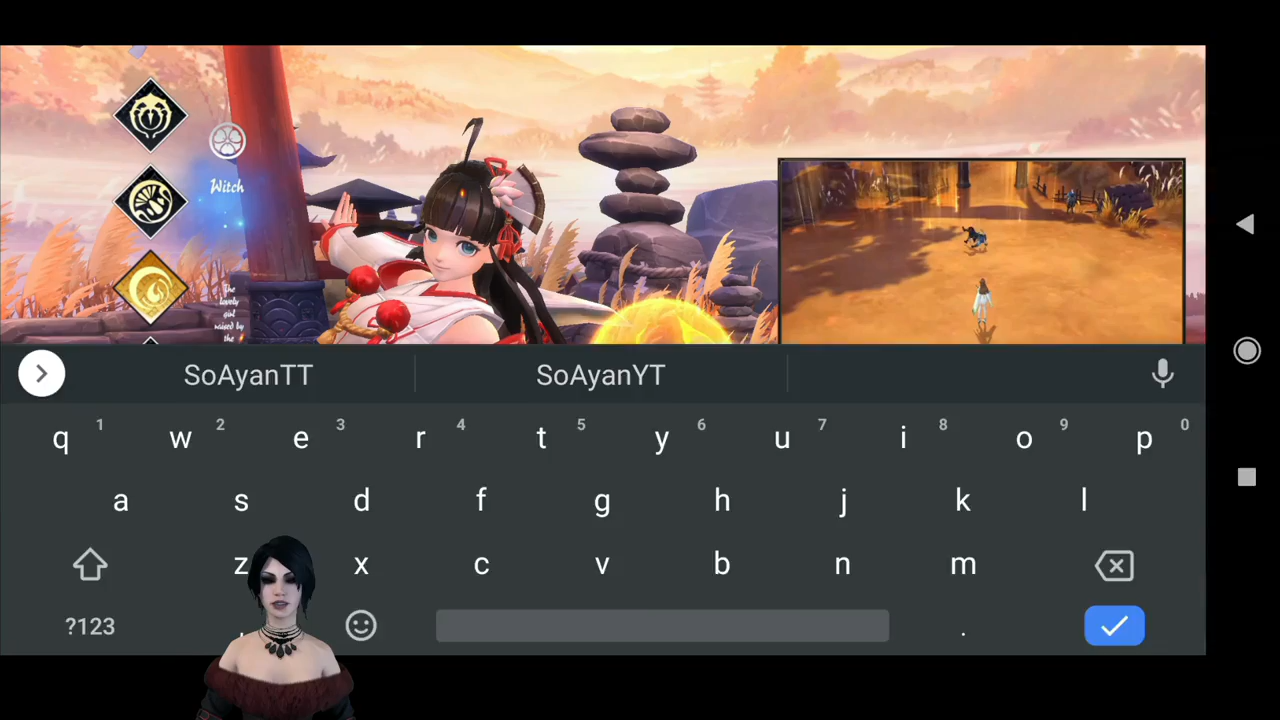 Witch
The
lovely
girl
raised by
the
SoAyanTT SoAyanYT
q 1 w 2 e 3 r 4 t 5 y 6 u 7 i 8 o 9 p 0
a s d f g h j k l
z x c v b n m
?123 , .